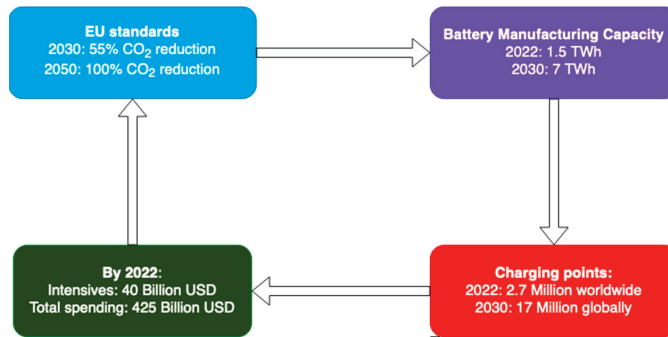 EU standards
2030: 55% CO₂ reduction
2050: 100% CO₂ reduction
Battery Manufacturing Capacity
2022: 1.5 TWh
2030: 7 TWh
By 2022:
Intensives: 40 Billion USD
Total spending: 425 Billion USD
Charging points:
2022: 2.7 Million worldwide
2030: 17 Million globally